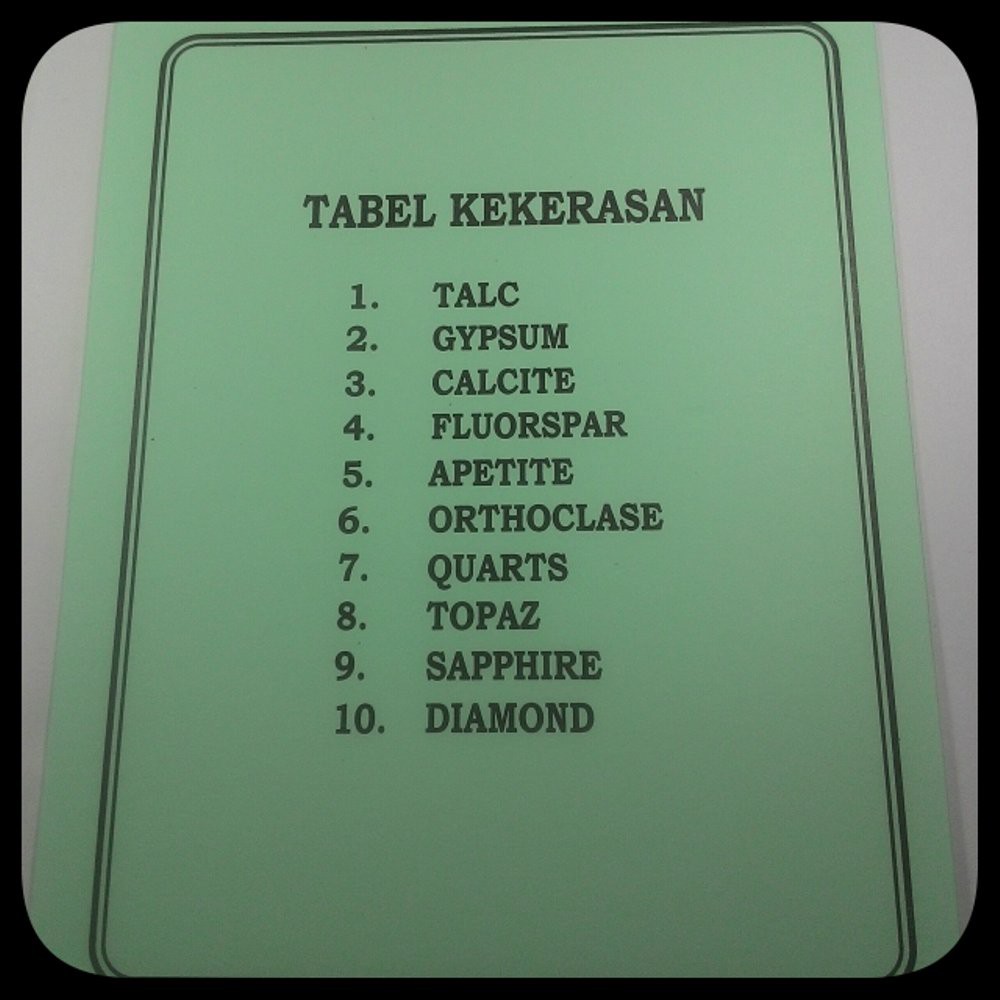 TABEL KEKERASAN
1. TALC
2. GYPSUM
3. CALCITE
4. FLUORSPAR
5. APETITE
6. ORTHOCLASE
7. QUARTS
8. TOPAZ
9. SAPPHIRE
10. DIAMOND